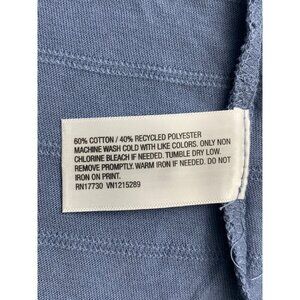 60% COTTON / 40% RECYCLED POLYESTER
MACHINE WASH COLD WITH LIKE COLORS. ONLY NON
CHLORINE BLEACH IF NEEDED. TUMBLE DRY LOW.
REMOVE PROMPTLY. WARM IRON IF NEEDED. DO NOT
IRON ON PRINT.
RN17730 VN1215289